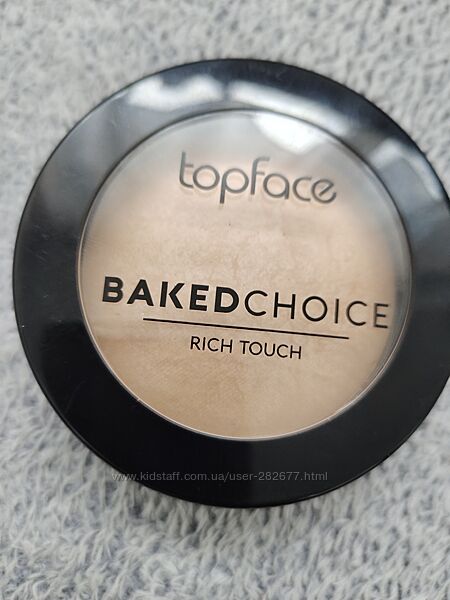 topface
BAKEDCHOICE
RICH TOUCH
www.kidstaff.com.ua/user-282677.html